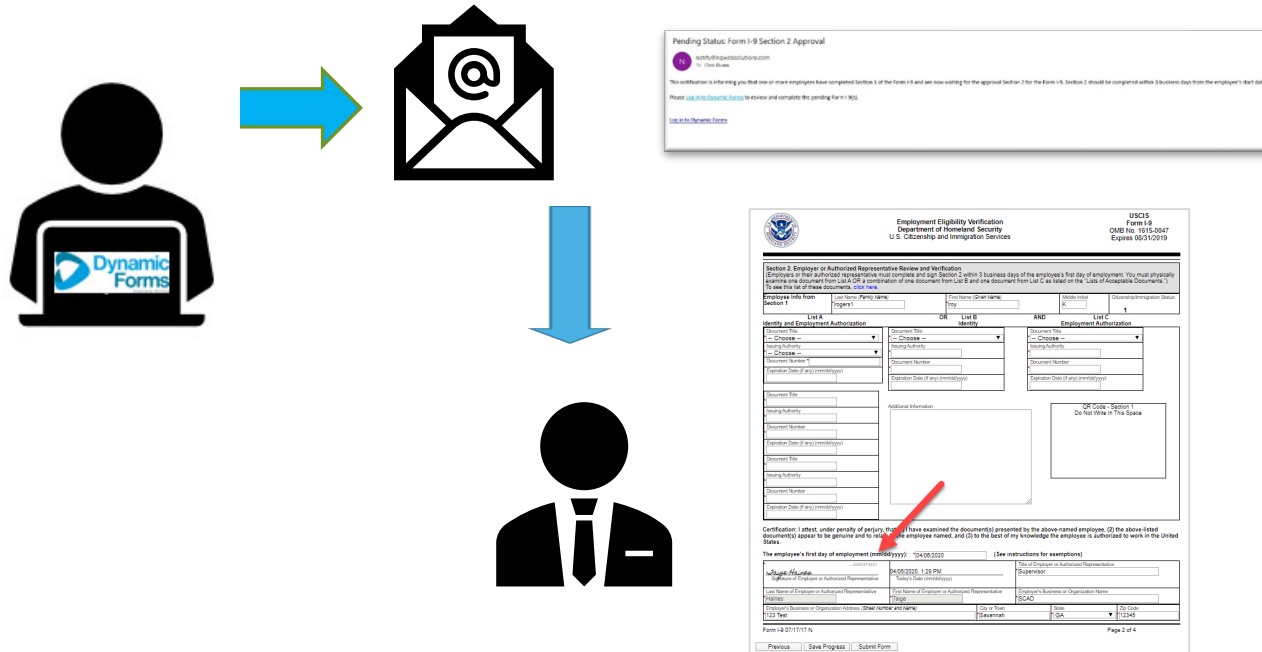 Dynamic
Forms
@
Pending Status: Form I-9 Section 2 Approval
N
notify@ngwebsolutions.com
To Chris Rivera
This notification is informing you that one or more employees have completed Section 1 of the Form I-9 and are now waiting for the approval Section 2 for the Form I-9. Section 2 should be completed within 3 business days from the employee's start dat
Please Log in to Dynamic Forms to review and complete the pending Form I-9(s).
Log in to Dynamic Forms
Employment Eligibility Verification
Department of Homeland Security
U.S. Citizenship and Immigration Services
USCIS
Form I-9
OMB No. 1615-0047
Expires 08/31/2019
Section 2. Employer or Authorized Representative Review and Verification
(Employers or their authorized representative must complete and sign Section 2 within 3 business days of the employee's first day of employment. You must physically
examine one document from List A OR a combination of one document from List B and one document from List C as listed on the "Lists of Acceptable Documents.")
To see this list of these documents, click here.
Employee Info from
Section 1
Last Name (Family Name)
*rogers1
First Name (Given Name)
*roy
Middle Initial
K
Citizenship/Immigration Status:
1
List A
Identity and Employment Authorization
OR
List B
Identity
AND
List C
Employment Authorization
Document Title
* -- Choose --
Issuing Authority
* -- Choose --
Document Number *
Expiration Date (if any) (mm/dd/yyyy)
Document Title
* -- Choose --
Issuing Authority
*
Document Number
*
Expiration Date (if any) (mm/dd/yyyy)
Document Title
* -- Choose --
Issuing Authority
*
Document Number
*
Expiration Date (if any) (mm/dd/yyyy)
Document Title
*
Issuing Authority
*
Document Number
*
Expiration Date (if any) (mm/dd/yyyy)
*
Document Title
*
Issuing Authority
*
Document Number
*
Expiration Date (if any) (mm/dd/yyyy)
*
Additional Information
QR Code - Section 1
Do Not Write In This Space
Certification: I attest, under penalty of perjury, that I have examined the document(s) presented by the above-named employee, (2) the above-listed
document(s) appear to be genuine and to relate the employee named, and (3) to the best of my knowledge the employee is authorized to work in the United
States.
The employee's first day of employment (mm/dd/yyyy): *04/06/2020 (See instructions for exemptions)
Taige Haines
Signature of Employer or Authorized Representative
04/06/2020, 1:29 PM
Today's Date (mm/dd/yyyy)
Title of Employer or Authorized Representative
*Supervisor
Last Name of Employer or Authorized Representative
*Haines
First Name of Employer or Authorized Representative
*Taige
Employer's Business or Organization Name
*SCAD
Employer's Business or Organization Address (Street Number and Name)
*123 Test
City or Town
*Savannah
State
* GA
Zip Code
*12345
Form I-9 07/17/17 N
Page 2 of 4
Previous
Save Progress
Submit Form